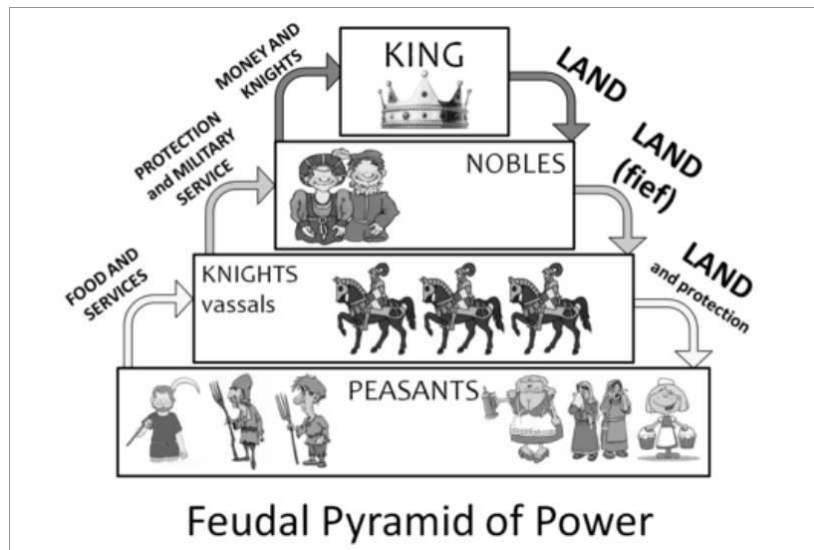 MONEY AND
KNIGHTS
KING
LAND
PROTECTION
and MILITARY
SERVICE
NOBLES
LAND
(fief)
FOOD AND
SERVICES
KNIGHTS
vassals
LAND
and protection
PEASANTS
Feudal Pyramid of Power